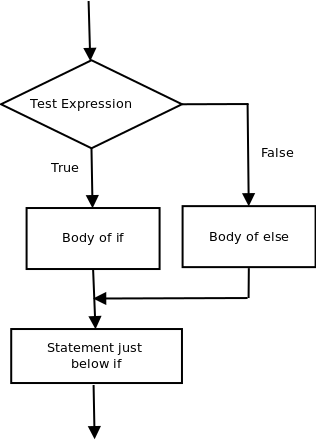 Test Expression
True
False
Body of if
Body of else
Statement just
below if